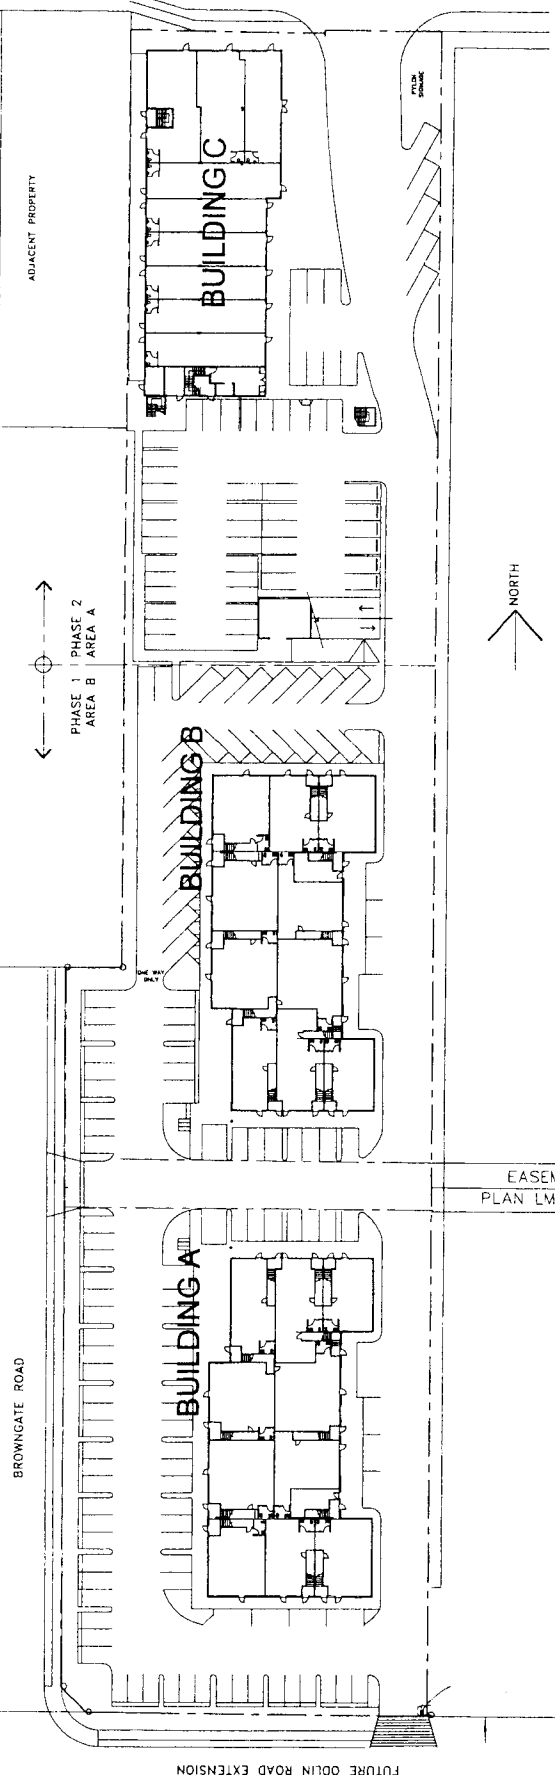 PYLON
SIGNAGE
ADJACENT PROPERTY
BUILDING C
NORTH
PHASE 1
AREA B
PHASE 2
AREA A
BUILDING B
ONE WAY
ONLY
EASEM
PLAN LM
BUILDING A
BROWNGATE ROAD
FUTURE ODLIN ROAD EXTENSION